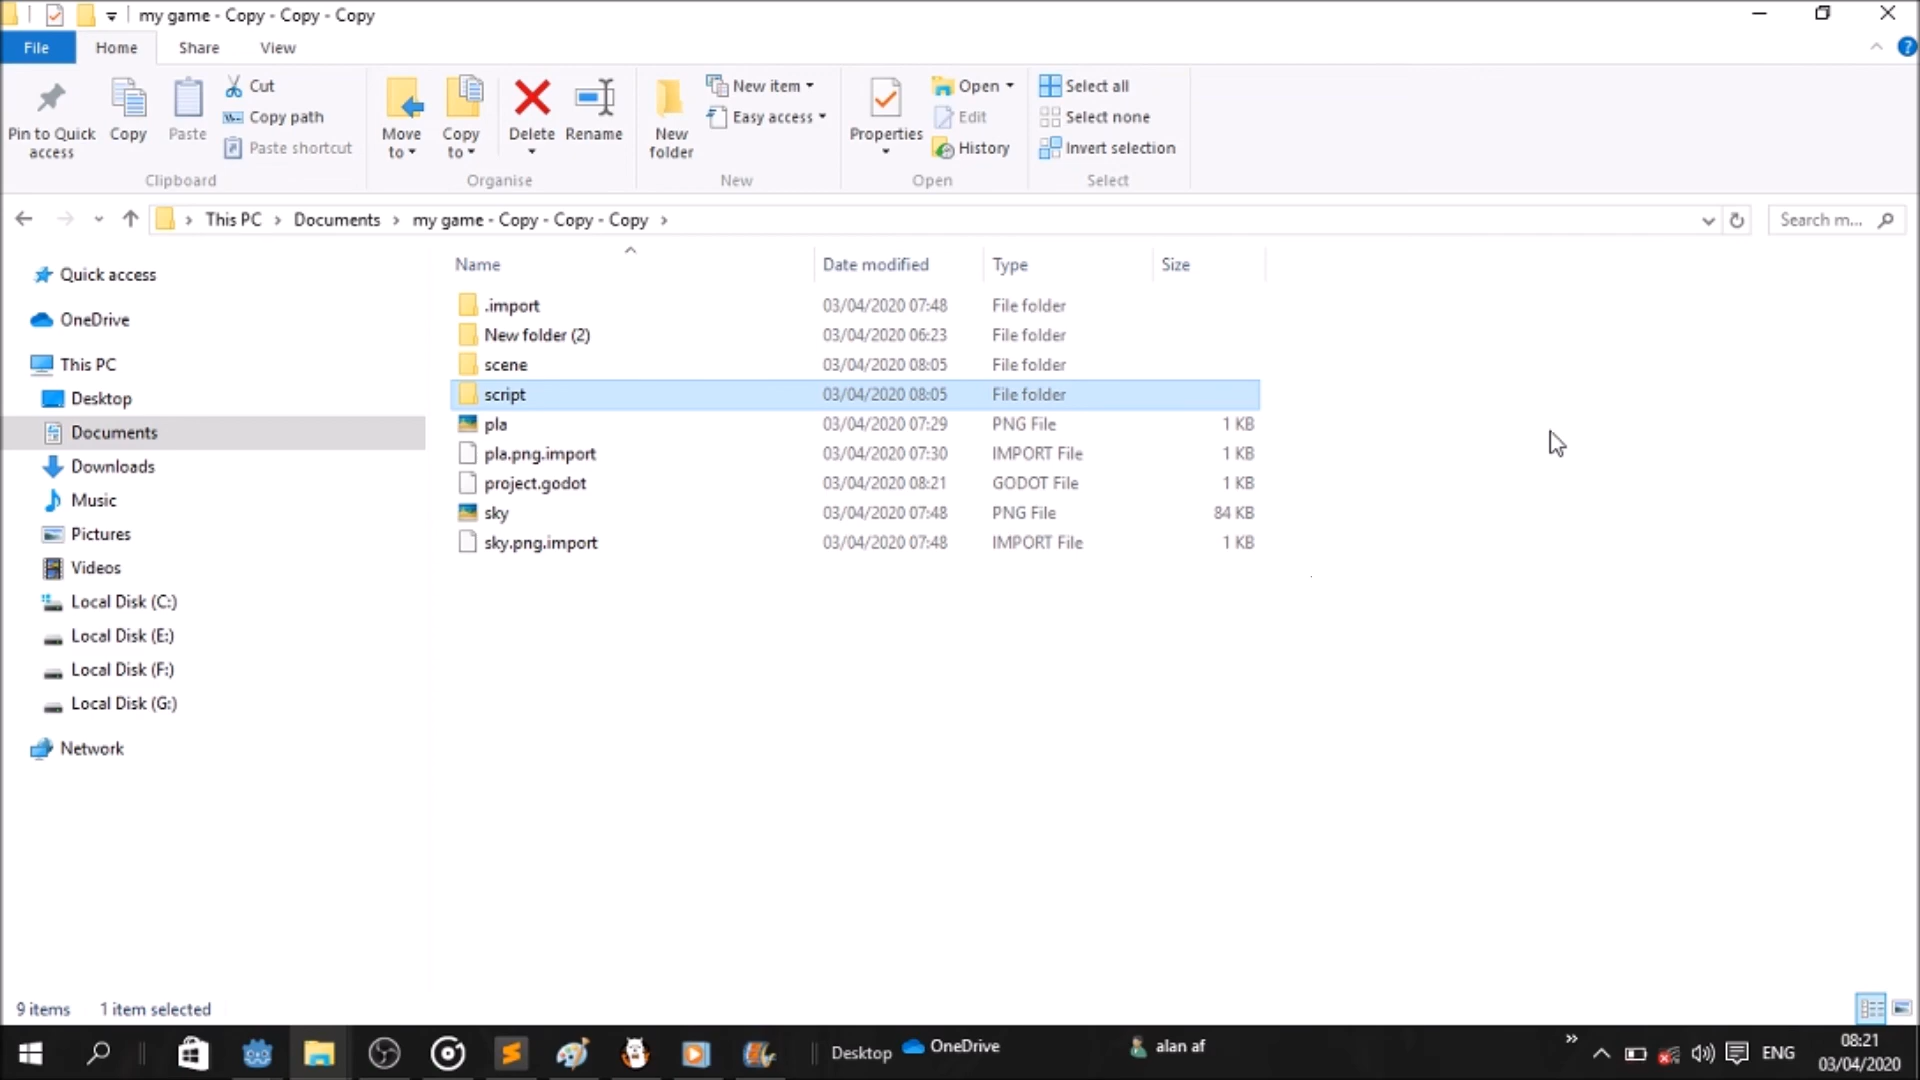 my game - Copy - Copy - Copy
File Home Share View
Pin to Quick access
Copy
Paste
Cut
Copy path
Paste shortcut
Clipboard
Move to
Copy to
Delete
Rename
Organise
New folder
New item
Easy access
New
Properties
Open
Edit
History
Open
Select all
Select none
Invert selection
Select
This PC Documents my game - Copy - Copy - Copy
Search m...
Quick access
OneDrive
This PC
Desktop
Documents
Downloads
Music
Pictures
Videos
Local Disk (C:)
Local Disk (E:)
Local Disk (F:)
Local Disk (G:)
Network
Name Date modified Type Size
.import 03/04/2020 07:48 File folder
New folder (2) 03/04/2020 06:23 File folder
scene 03/04/2020 08:05 File folder
script 03/04/2020 08:05 File folder
pla 03/04/2020 07:29 PNG File 1 KB
pla.png.import 03/04/2020 07:30 IMPORT File 1 KB
project.godot 03/04/2020 08:21 GODOT File 1 KB
sky 03/04/2020 07:48 PNG File 84 KB
sky.png.import 03/04/2020 07:48 IMPORT File 1 KB
9 items 1 item selected
Desktop OneDrive alan af
ENG
08:21
03/04/2020